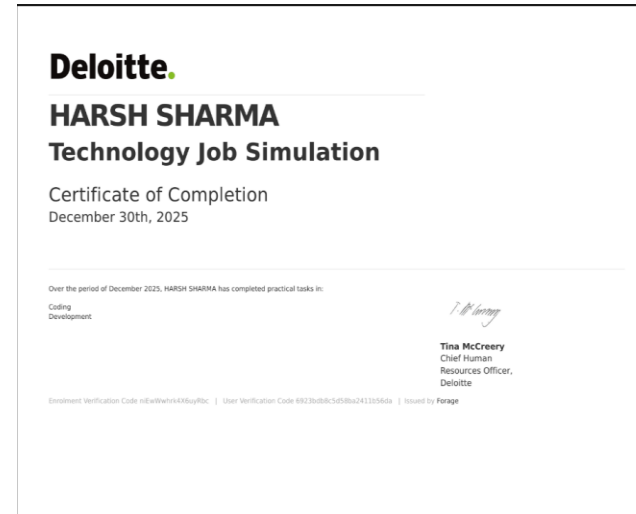 Deloitte.
HARSH SHARMA
Technology Job Simulation
Certificate of Completion
December 30th, 2025
Over the period of December 2025, HARSH SHARMA has completed practical tasks in:
Coding
Development
Tina McCreery
Chief Human
Resources Officer,
Deloitte
Enrolment Verification Code niEwWwhrk4X6uyRbc | User Verification Code 6923bdb8c5d58ba2411b56da | Issued by Forage